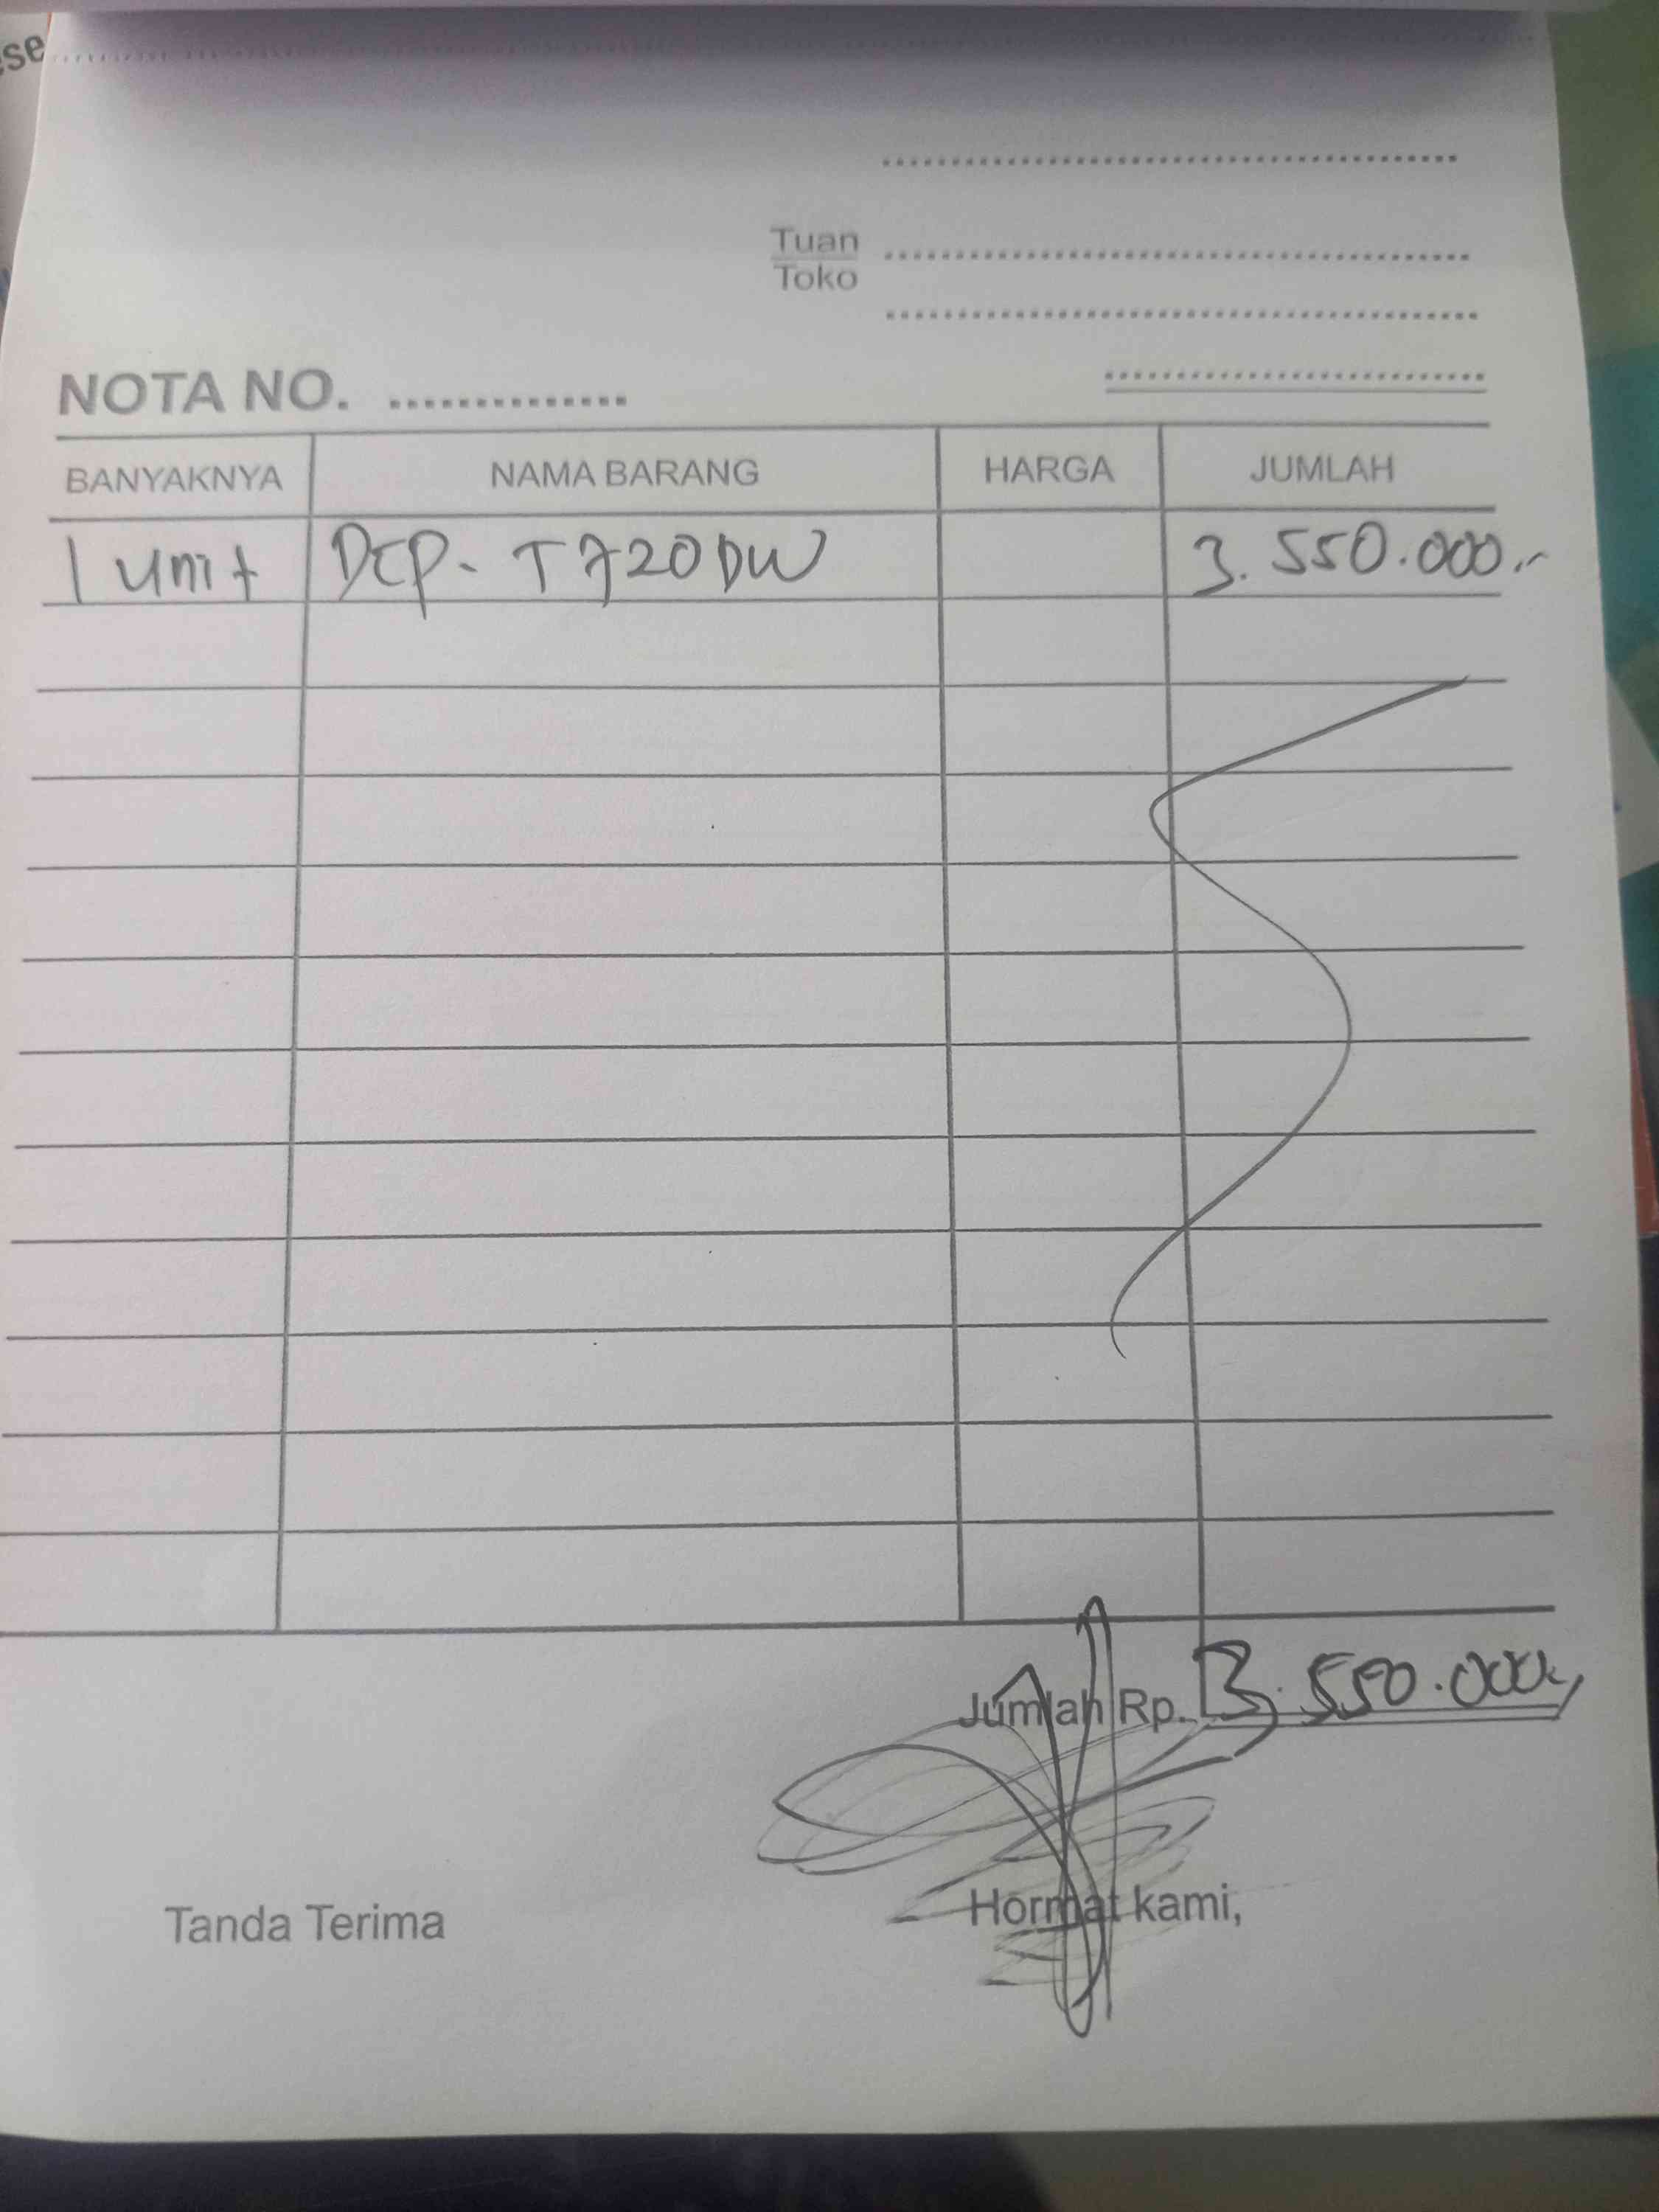 Tuan
Toko
NOTA NO. ..............
BANYAKNYA NAMA BARANG HARGA JUMLAH
1 unit DCP- T720DW 3.550.000,-
Jumlah Rp. 3.550.000,-
Tanda Terima Hormat kami,